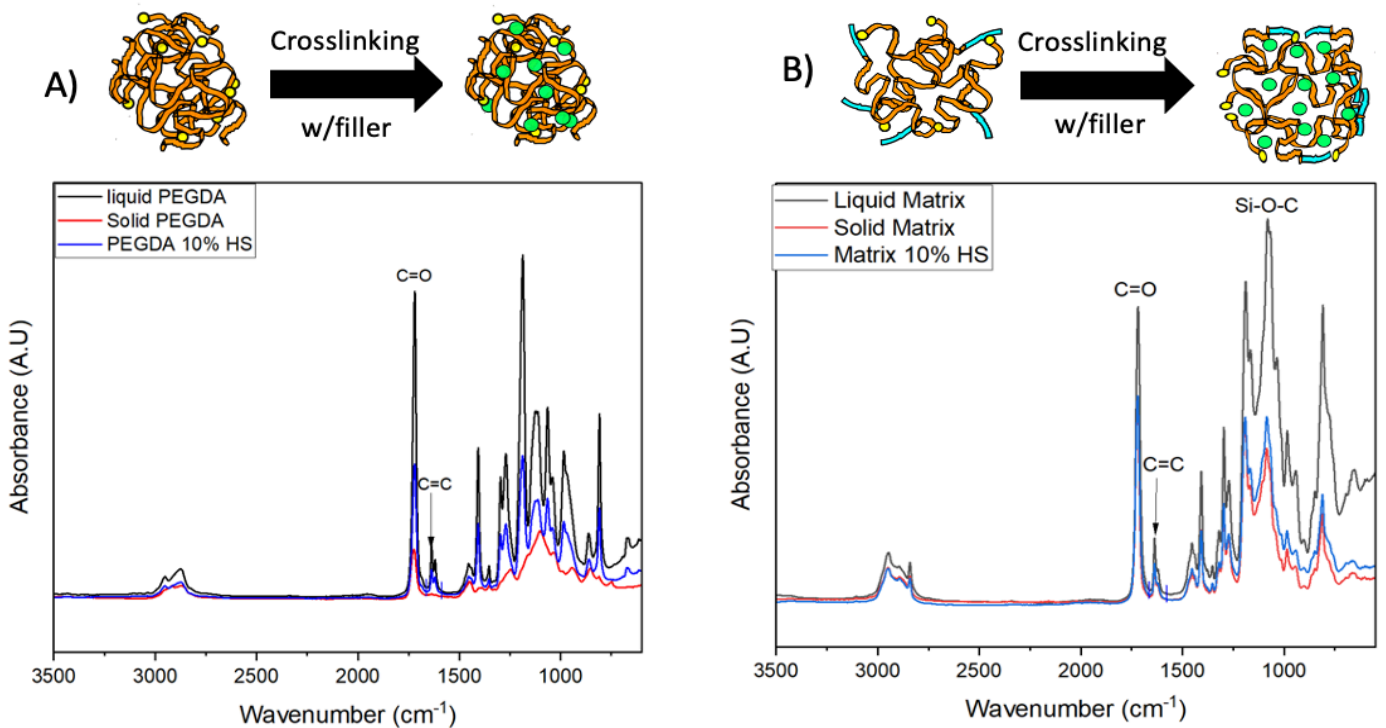 A)
Crosslinking
w/filler
liquid PEGDA
Solid PEGDA
PEGDA 10% HS
C=O
C=C
Absorbance (A.U)
3500
3000
2500
2000
1500
1000
Wavenumber (cm⁻¹)
B)
Crosslinking
w/filler
Liquid Matrix
Solid Matrix
Matrix 10% HS
Si-O-C
C=O
C=C
Absorbance (A.U)
3500
3000
2500
2000
1500
1000
Wavenumber (cm⁻¹)